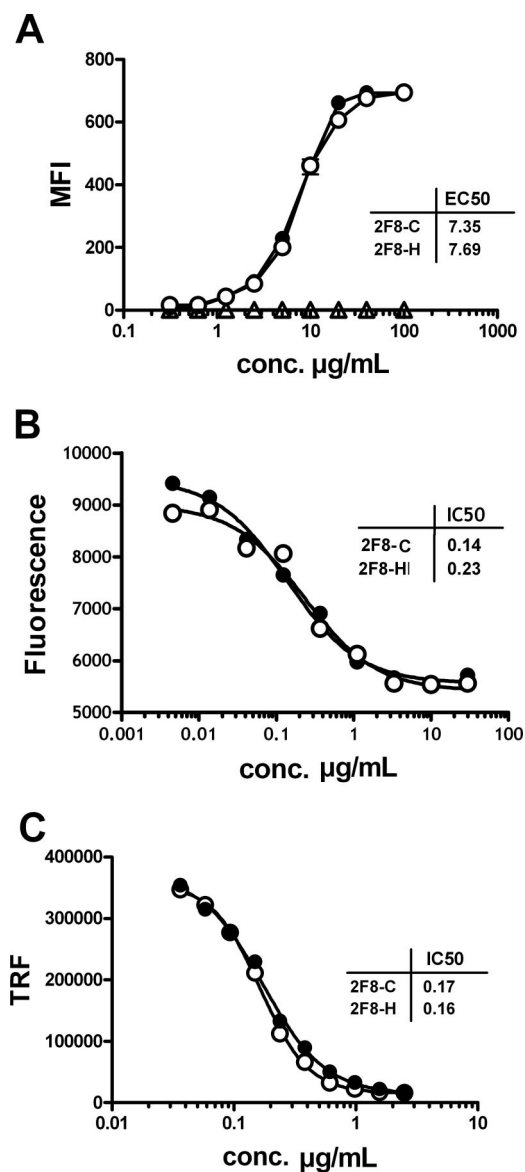 A
800
600
400
200
0
MFI
0.1 1 10 100 1000
conc. µg/mL
EC50
2F8-C 7.35
2F8-H 7.69
B
10000
9000
8000
7000
6000
5000
Fluorescence
0.001 0.01 0.1 1 10 100
conc. µg/mL
IC50
2F8-C 0.14
2F8-HI 0.23
C
400000
300000
200000
100000
0
TRF
0.01 0.1 1 10
conc. µg/mL
IC50
2F8-C 0.17
2F8-H 0.16